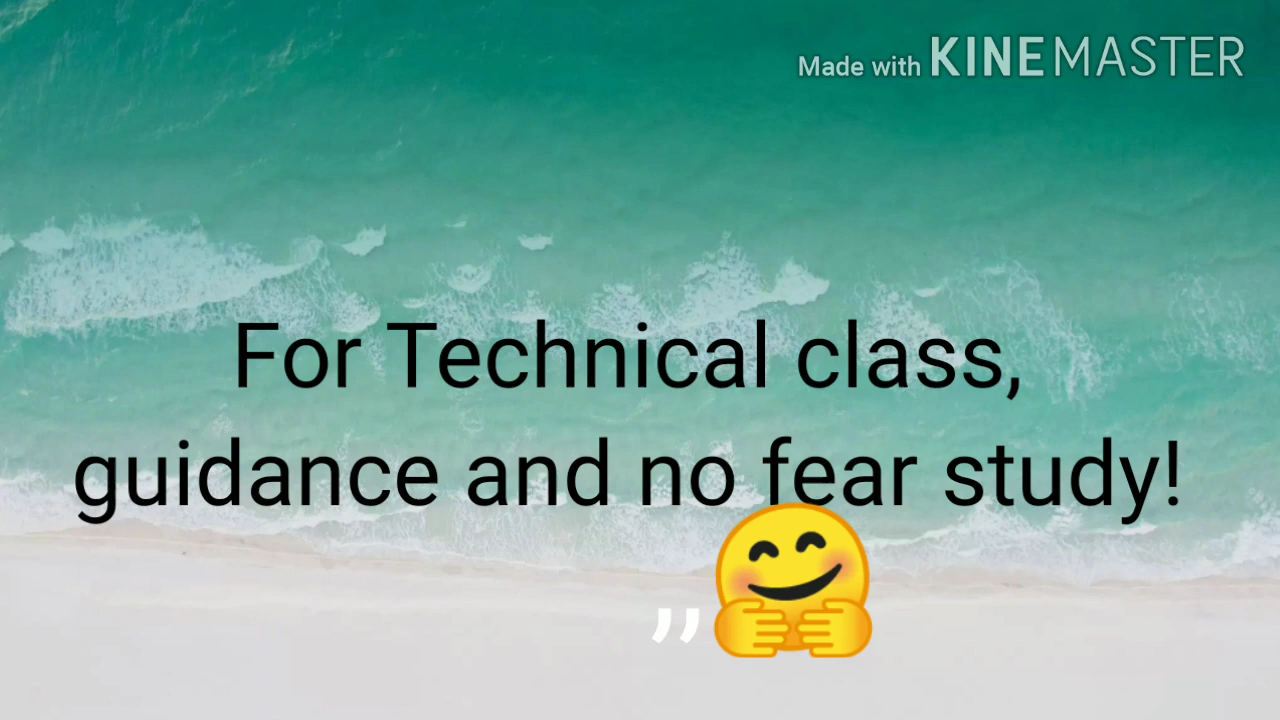 Made with KINEMASTER
For Technical class,
guidance and no fear study!
”🤗